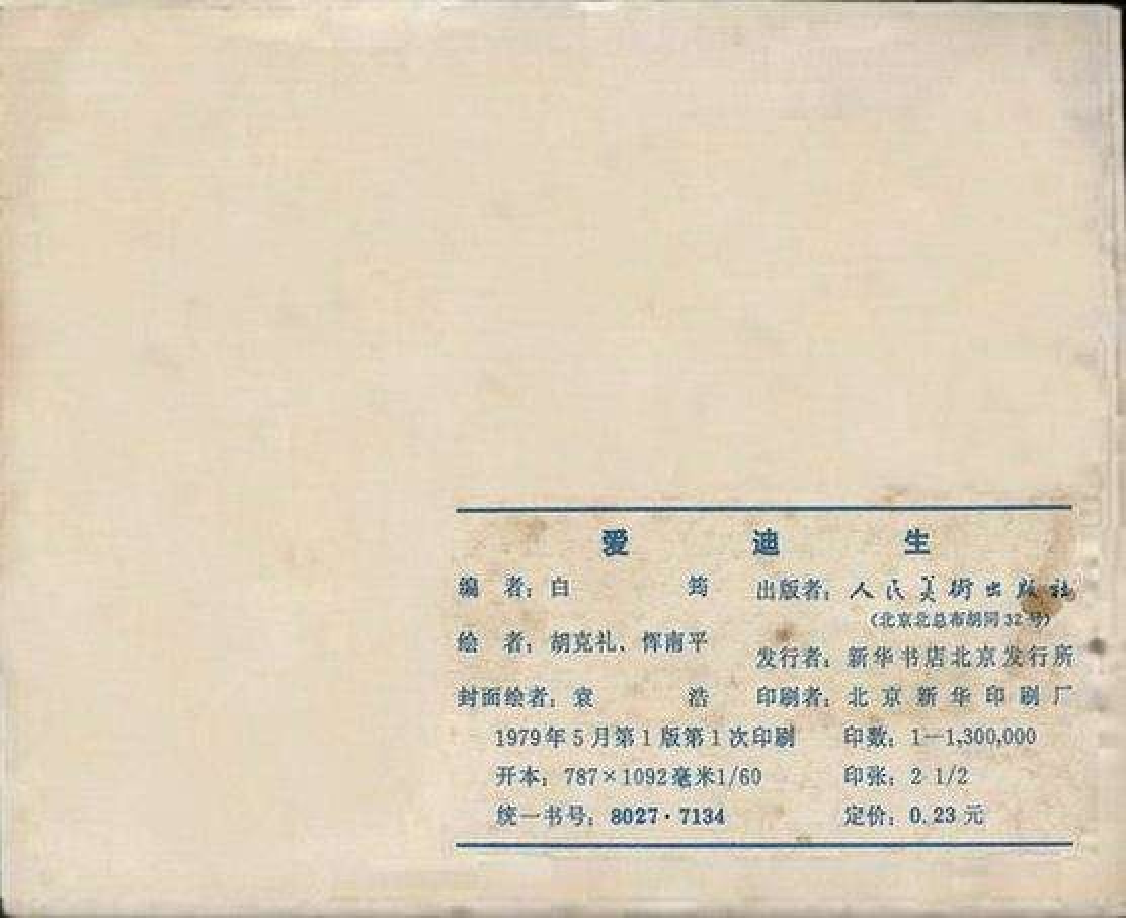 爱迪生
编 者：白 筠
出版者：人民美術出版社
（北京北总布胡同32号）
绘 者：胡克礼、恽南平
发行者：新华书店北京发行所
封面绘者：袁 浩
印刷者：北京新华印刷厂
1979年5月第1版第1次印刷
印数：1—1,300,000
开本：787×1092毫米1/60
印张：2 1/2
统一书号：8027·7134
定价：0.23元